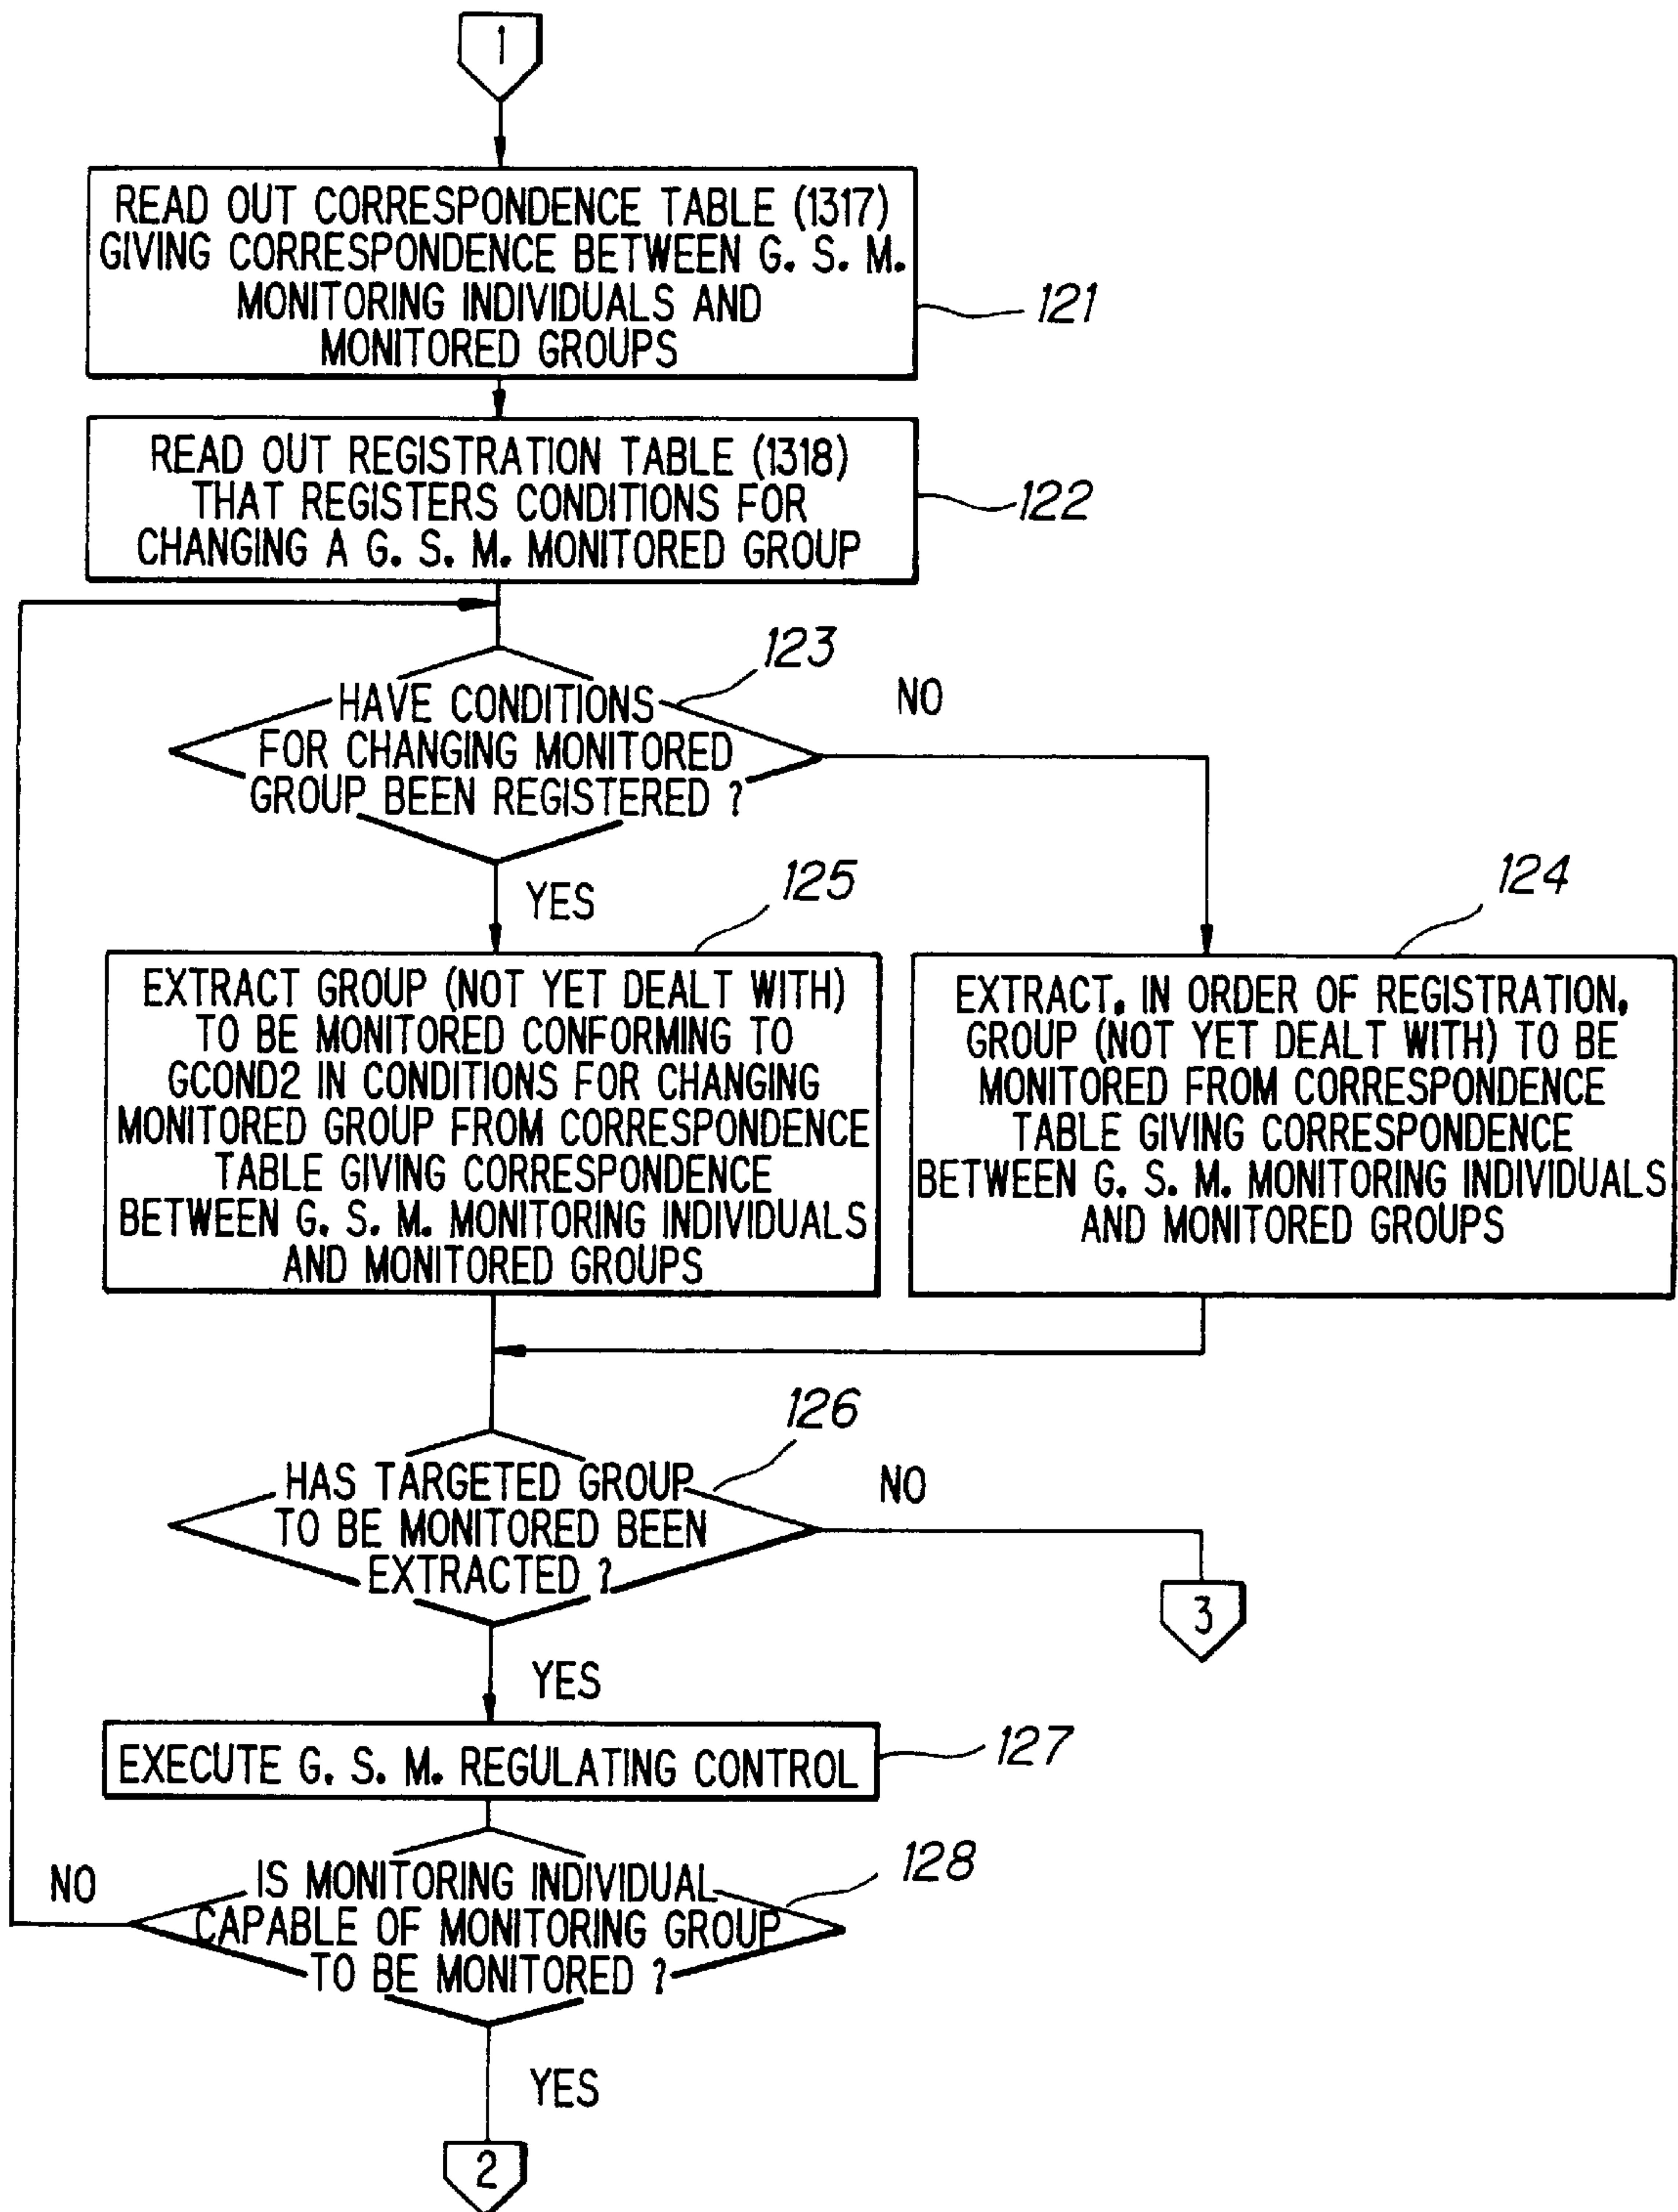 1
READ OUT CORRESPONDENCE TABLE (1317)
GIVING CORRESPONDENCE BETWEEN G. S. M.
MONITORING INDIVIDUALS AND
MONITORED GROUPS
121
READ OUT REGISTRATION TABLE (1318)
THAT REGISTERS CONDITIONS FOR
CHANGING A G. S. M. MONITORED GROUP
122
123
HAVE CONDITIONS
FOR CHANGING MONITORED
GROUP BEEN REGISTERED ?
NO
YES
125
EXTRACT GROUP (NOT YET DEALT WITH)
TO BE MONITORED CONFORMING TO
GCOND2 IN CONDITIONS FOR CHANGING
MONITORED GROUP FROM CORRESPONDENCE
TABLE GIVING CORRESPONDENCE
BETWEEN G. S. M. MONITORING INDIVIDUALS
AND MONITORED GROUPS
124
EXTRACT, IN ORDER OF REGISTRATION,
GROUP (NOT YET DEALT WITH) TO BE
MONITORED FROM CORRESPONDENCE
TABLE GIVING CORRESPONDENCE
BETWEEN G. S. M. MONITORING INDIVIDUALS
AND MONITORED GROUPS
126
HAS TARGETED GROUP
TO BE MONITORED BEEN
EXTRACTED ?
NO
3
YES
EXECUTE G. S. M. REGULATING CONTROL
127
128
NO
IS MONITORING INDIVIDUAL
CAPABLE OF MONITORING GROUP
TO BE MONITORED ?
YES
2